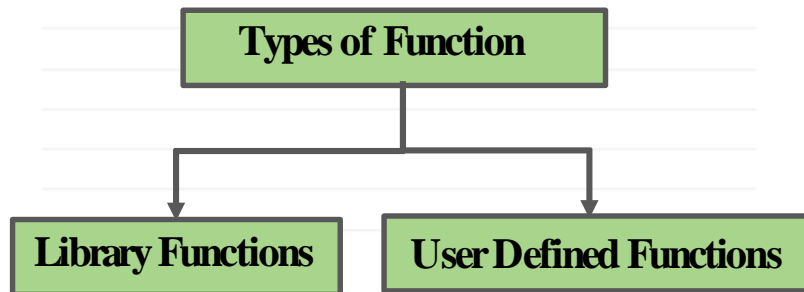 Types of Function
Library Functions
User Defined Functions